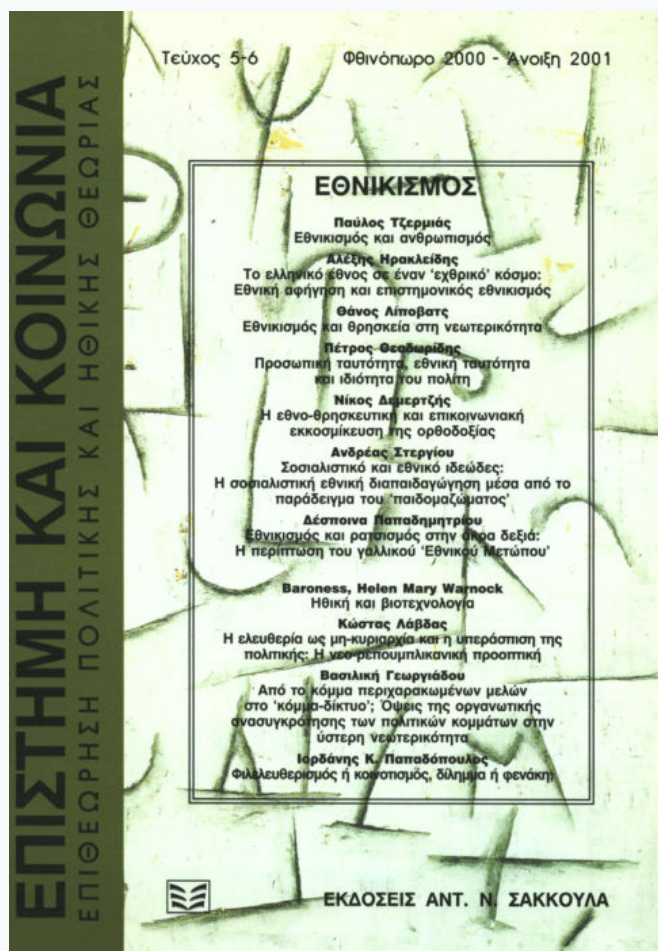 ΕΠΙΣΤΗΜΗ ΚΑΙ ΚΟΙΝΩΝΙΑ
ΕΠΙΘΕΩΡΗΣΗ ΠΟΛΙΤΙΚΗΣ ΚΑΙ ΗΘΙΚΗΣ ΘΕΩΡΙΑΣ
Τεύχος 5-6 Φθινόπωρο 2000 - Άνοιξη 2001
ΕΘΝΙΚΙΣΜΟΣ
Παύλος Τζερμιάς
Εθνικισμός και ανθρωπισμός
Αλέξης Ηρακλείδης
Το ελληνικό έθνος σε έναν 'εχθρικό' κόσμο:
Εθνική αφήγηση και επιστημονικός εθνικισμός
Θάνος Λίποβατς
Εθνικισμός και θρησκεία στη νεωτερικότητα
Πέτρος Θεοδωρίδης
Προσωπική ταυτότητα, εθνική ταυτότητα
και ιδιότητα του πολίτη
Νίκος Δεμερτζής
Η εθνο-θρησκευτική και επικοινωνιακή
εκκοσμίκευση της ορθοδοξίας
Ανδρέας Στεργίου
Σοσιαλιστικό και εθνικό ιδεώδες:
Η σοσιαλιστική εθνική διαπαιδαγώγηση μέσα από το
παράδειγμα του 'παιδομαζώματος'
Δέσποινα Παπαδημητρίου
Εθνικισμός και ρατσισμός στην άκρα δεξιά:
Η περίπτωση του γαλλικού 'Εθνικού Μετώπου'
Baroness, Helen Mary Warnock
Ηθική και βιοτεχνολογία
Κώστας Λάβδας
Η ελευθερία ως μη-κυριαρχία και η υπεράσπιση της
πολιτικής: Η νεο-ρεπουμπλικανική προοπτική
Βασιλική Γεωργιάδου
Από το κόμμα περιχαρακωμένων μελών
στο 'κόμμα-δίκτυο'; Όψεις της οργανωτικής
ανασυγκρότησης των πολιτικών κομμάτων στην
ύστερη νεωτερικότητα
Ιορδάνης Κ. Παπαδόπουλος
Φιλελευθερισμός ή κοινοτισμός, δίλημμα ή φενάκη;
ΕΚΔΟΣΕΙΣ ΑΝΤ. Ν. ΣΑΚΚΟΥΛΑ